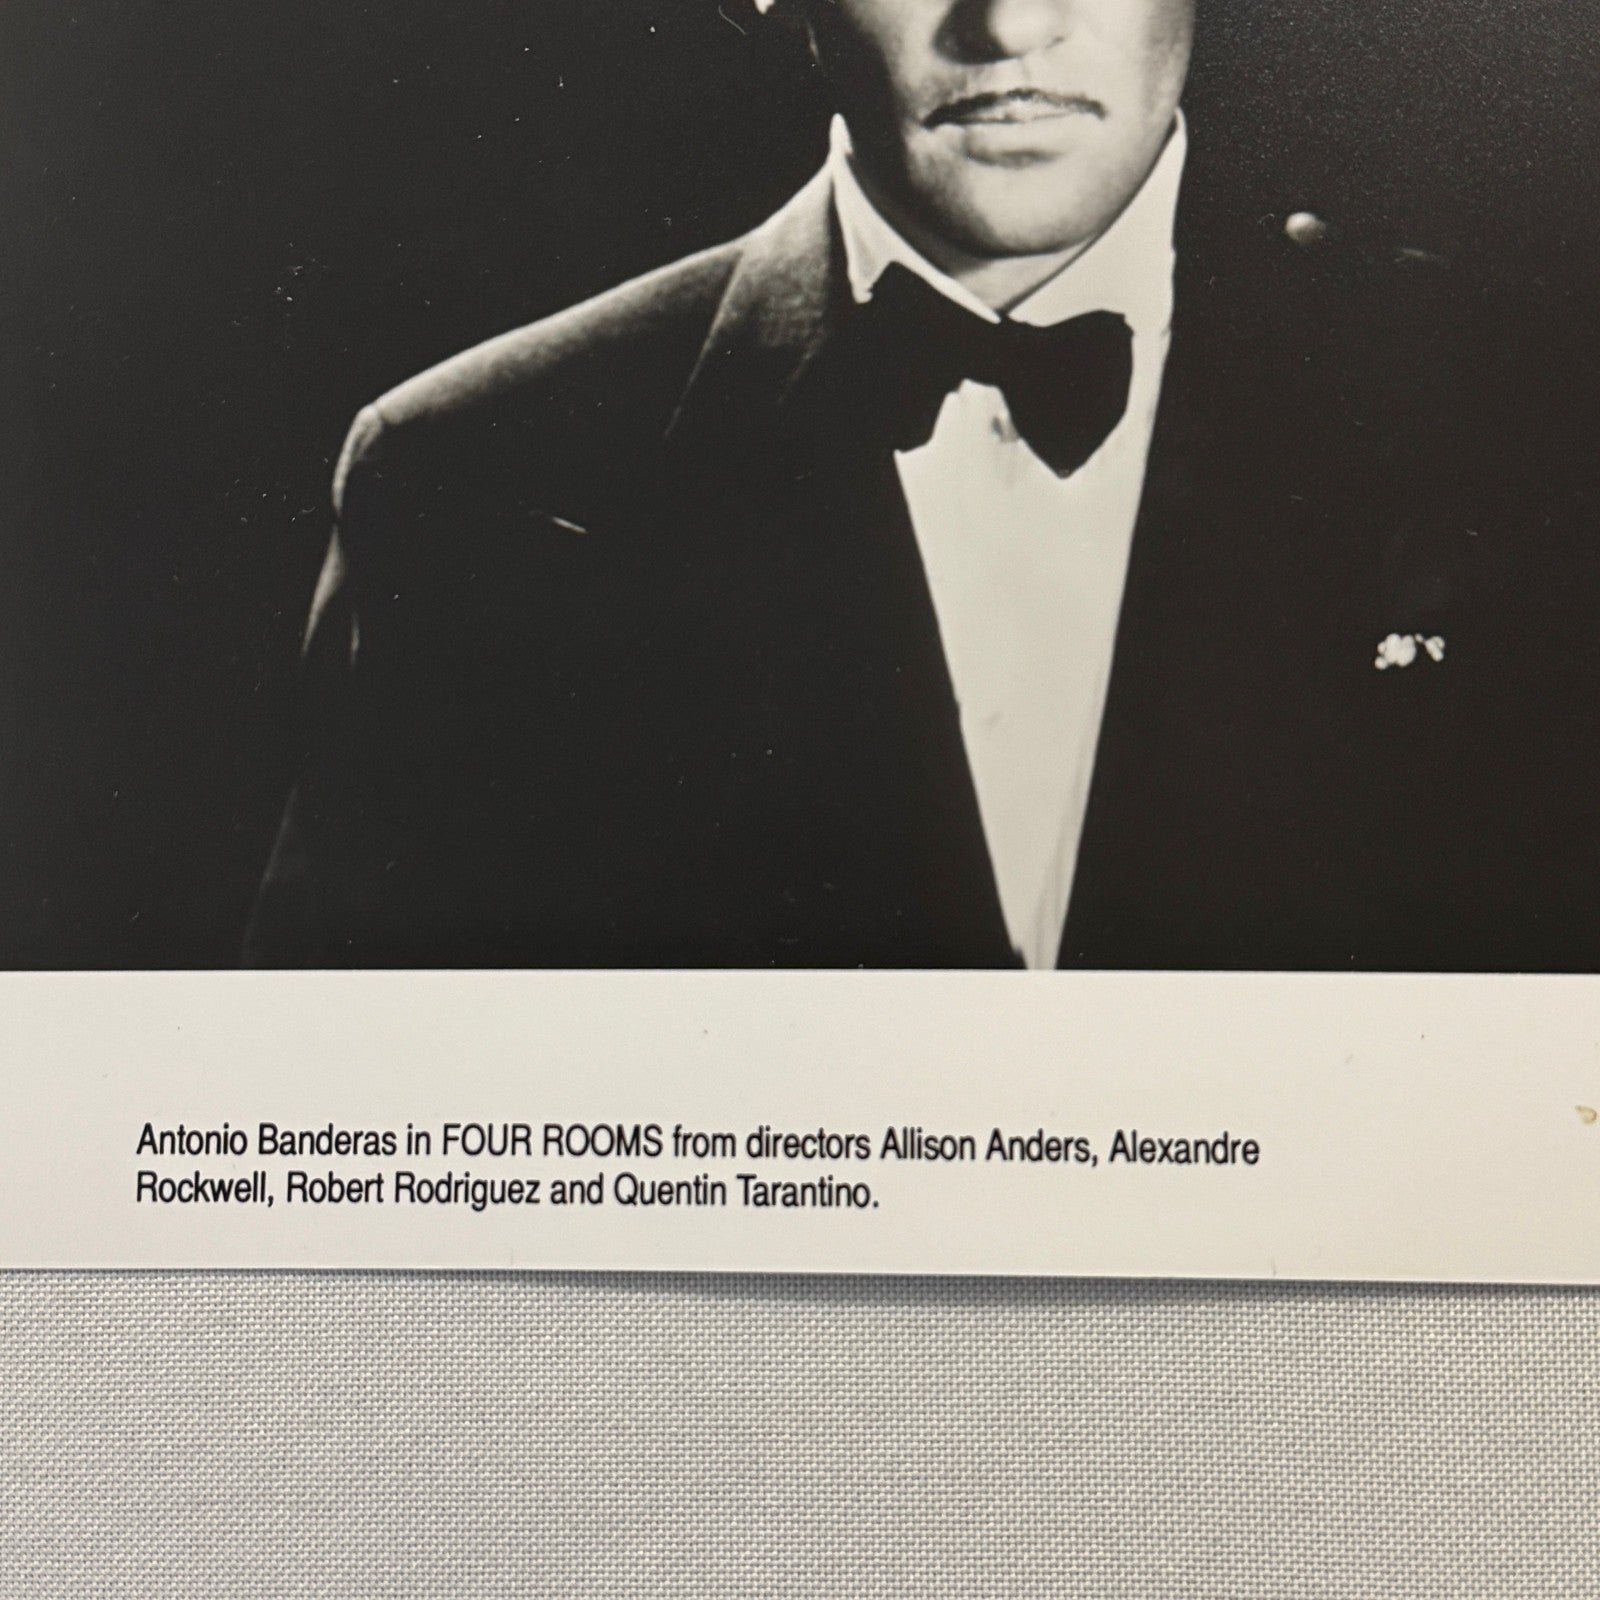 Antonio Banderas in FOUR ROOMS from directors Allison Anders, Alexandre
Rockwell, Robert Rodriguez and Quentin Tarantino.